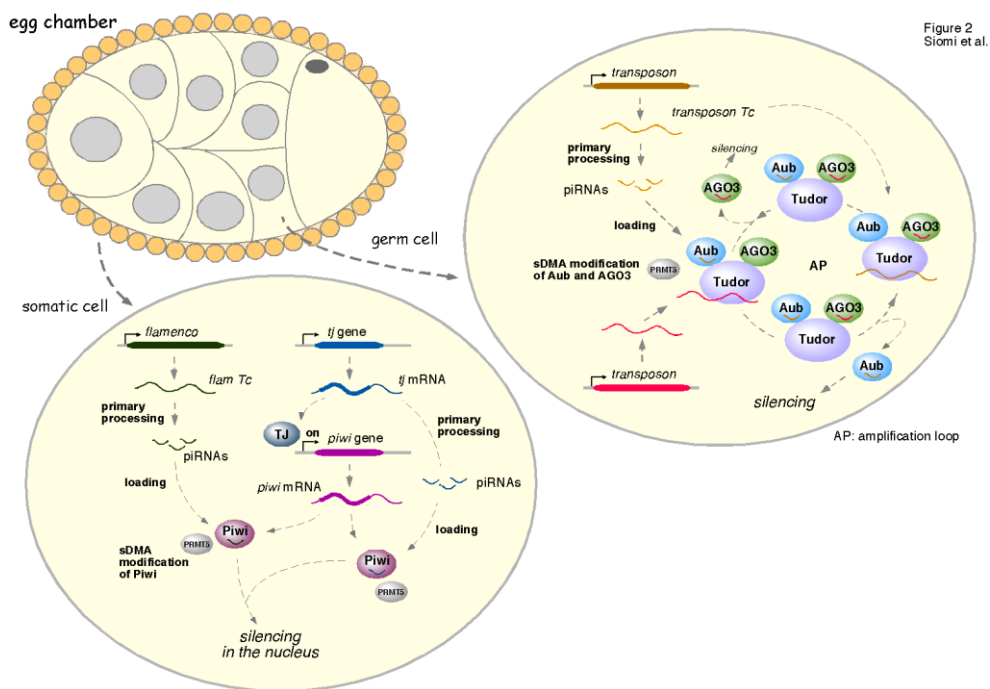 egg chamber
Figure 2
Siomi et al.
germ cell
somatic cell
transposon
transposon Tc
primary
processing
piRNAs
loading
silencing
AGO3
Aub
AGO3
Tudor
Aub
AGO3
Tudor
sDMA modification
of Aub and AGO3
PRMT5
Aub
AGO3
Tudor
AP
Aub
AGO3
Tudor
Aub
silencing
transposon
AP: amplification loop
flamenco
tj gene
flam Tc
tj mRNA
primary
processing
primary
processing
TJ
on
piwi gene
piRNAs
loading
piwi mRNA
piRNAs
loading
Piwi
PRMT5
sDMA
modification
of Piwi
Piwi
PRMT5
silencing
in the nucleus